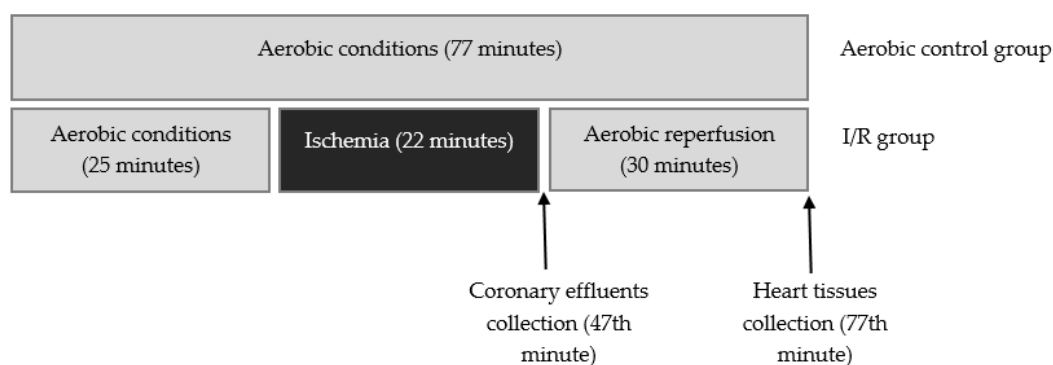 Aerobic conditions (77 minutes)
Aerobic control group
Aerobic conditions
(25 minutes)
Ischemia (22 minutes)
Aerobic reperfusion
(30 minutes)
I/R group
Coronary effluents
collection (47th
minute)
Heart tissues
collection (77th
minute)